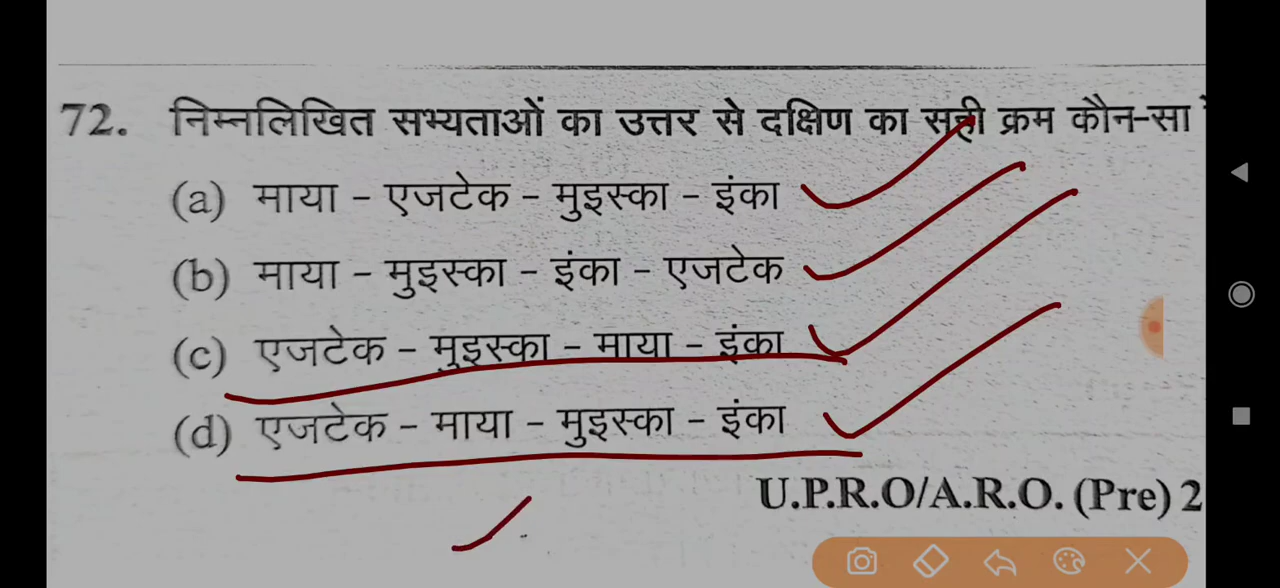 72. निम्नलिखित सभ्यताओं का उत्तर से दक्षिण का सही क्रम कौन-सा
(a) माया - एजटेक - मुइस्का - इंका
(b) माया - मुइस्का - इंका - एजटेक
(c) एजटेक - मुइस्का - माया - इंका
(d) एजटेक - माया - मुइस्का - इंका
U.P.R.O/A.R.O. (Pre) 2